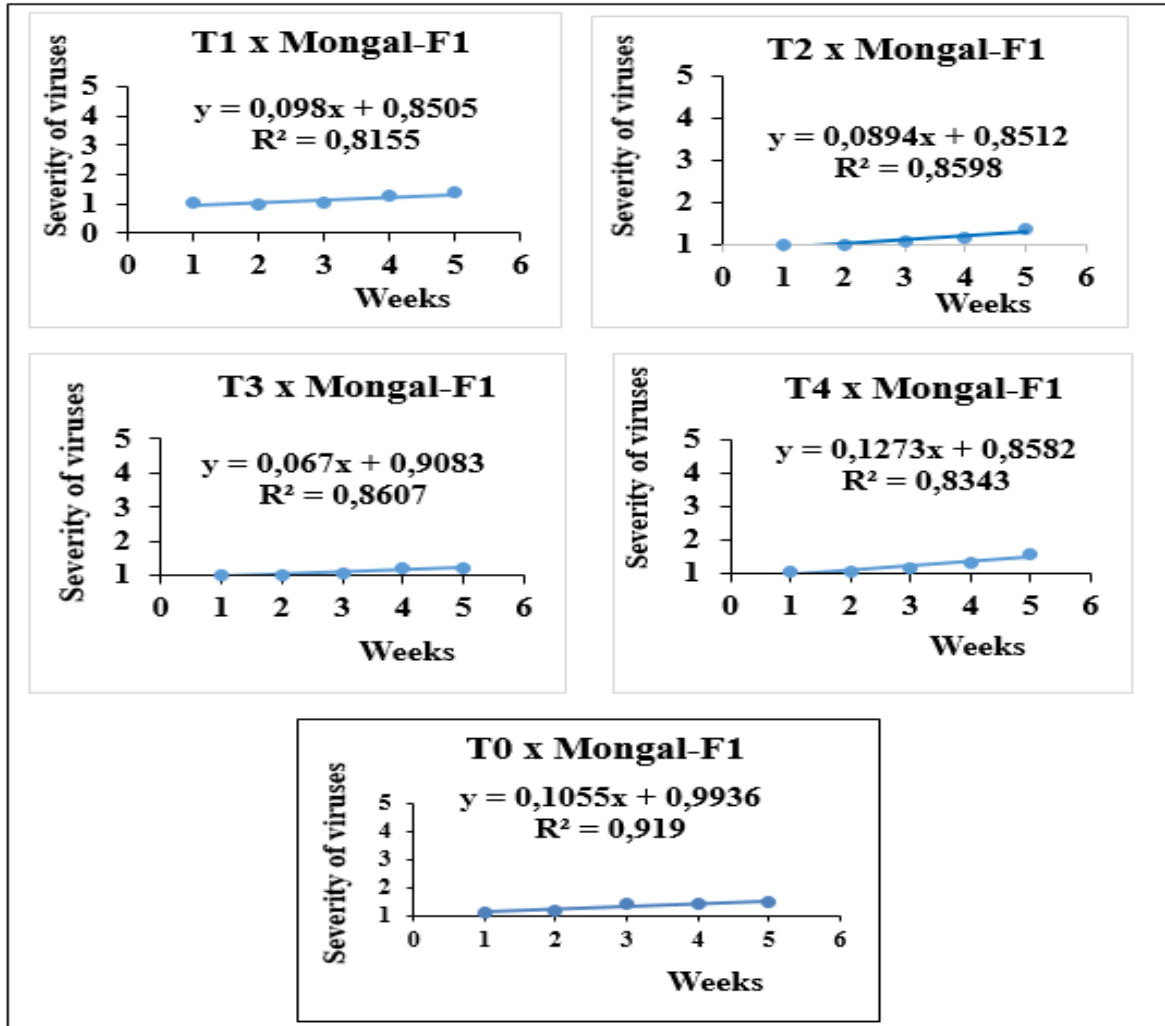 T1 x Mongal-F1
Severity of viruses
y = 0,098x + 0,8505
R² = 0,8155
5
4
3
2
1
0
0 1 2 3 4 5 6
Weeks
T2 x Mongal-F1
Severity of viruses
y = 0,0894x + 0,8512
R² = 0,8598
5
4
3
2
1
0 1 2 3 4 5 6
Weeks
T3 x Mongal-F1
Severity of viruses
y = 0,067x + 0,9083
R² = 0,8607
5
4
3
2
1
0 1 2 3 4 5 6
Weeks
T4 x Mongal-F1
Severity of viruses
y = 0,1273x + 0,8582
R² = 0,8343
5
4
3
2
1
0 1 2 3 4 5 6
Weeks
T0 x Mongal-F1
Severity of viruses
y = 0,1055x + 0,9936
R² = 0,919
5
4
3
2
1
0 1 2 3 4 5 6
Weeks